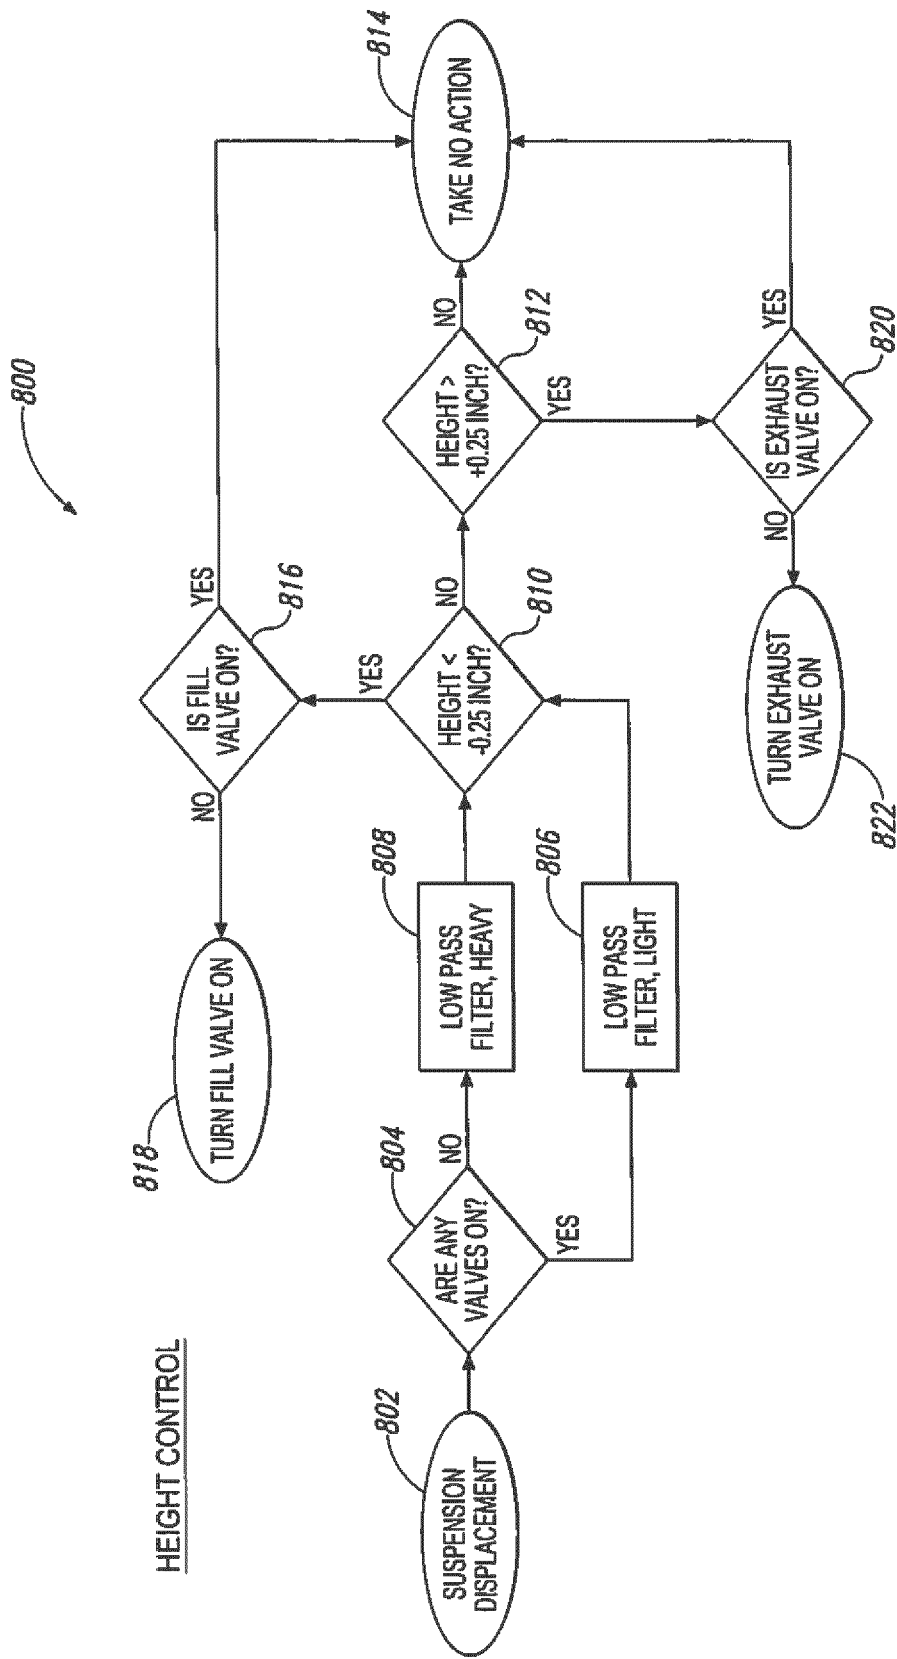 HEIGHT CONTROL
800
802
SUSPENSION
DISPLACEMENT
804
ARE ANY
VALVES ON?
NO
YES
808
LOW PASS
FILTER, HEAVY
806
LOW PASS
FILTER, LIGHT
810
HEIGHT <
-0.25 INCH?
YES
NO
816
IS FILL
VALVE ON?
NO
YES
818
TURN FILL VALVE ON
812
HEIGHT >
+0.25 INCH?
NO
YES
814
TAKE NO ACTION
820
IS EXHAUST
VALVE ON?
NO
YES
822
TURN EXHAUST
VALVE ON